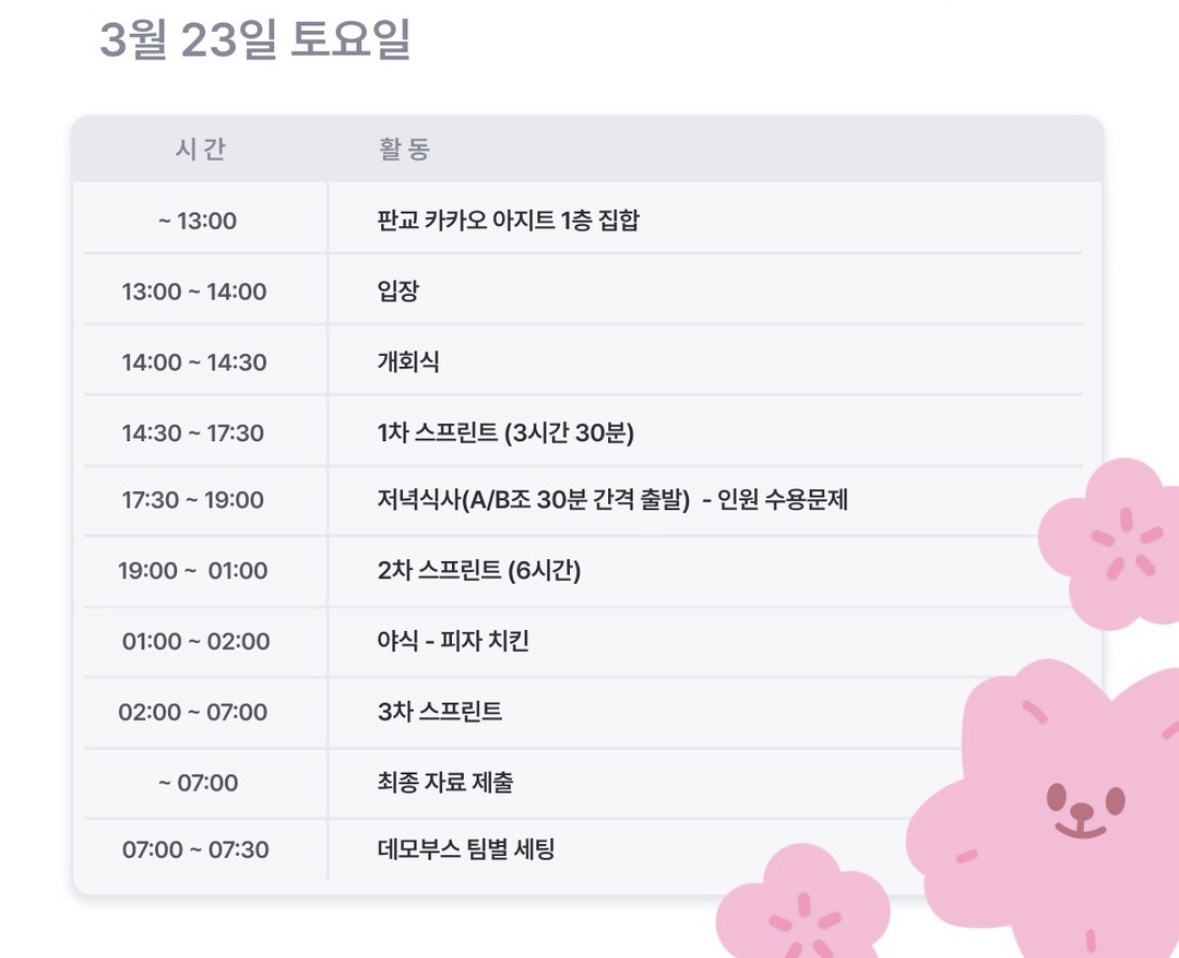 3월 23일 토요일
시 간 활 동
~ 13:00 판교 카카오 아지트 1층 집합
13:00 ~ 14:00 입장
14:00 ~ 14:30 개회식
14:30 ~ 17:30 1차 스프린트 (3시간 30분)
17:30 ~ 19:00 저녁식사(A/B조 30분 간격 출발) - 인원 수용문제
19:00 ~ 01:00 2차 스프린트 (6시간)
01:00 ~ 02:00 야식 - 피자 치킨
02:00 ~ 07:00 3차 스프린트
~ 07:00 최종 자료 제출
07:00 ~ 07:30 데모부스 팀별 세팅